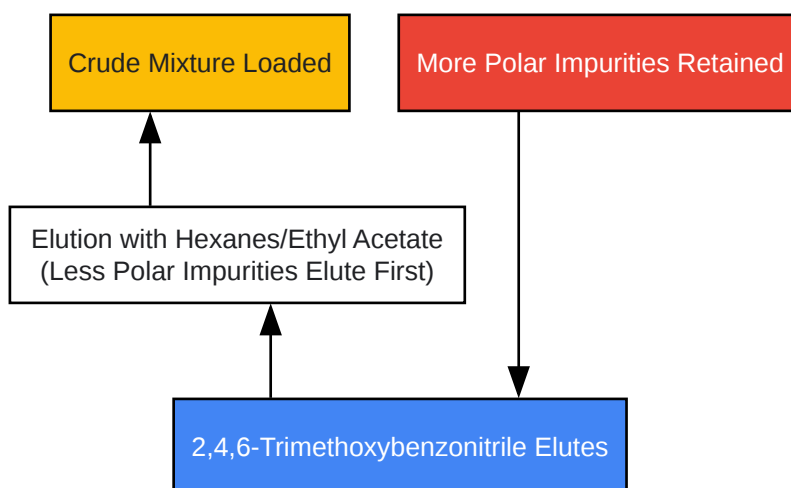 Crude Mixture Loaded
More Polar Impurities Retained
Elution with Hexanes/Ethyl Acetate
(Less Polar Impurities Elute First)
2,4,6-Trimethoxybenzonitrile Elutes